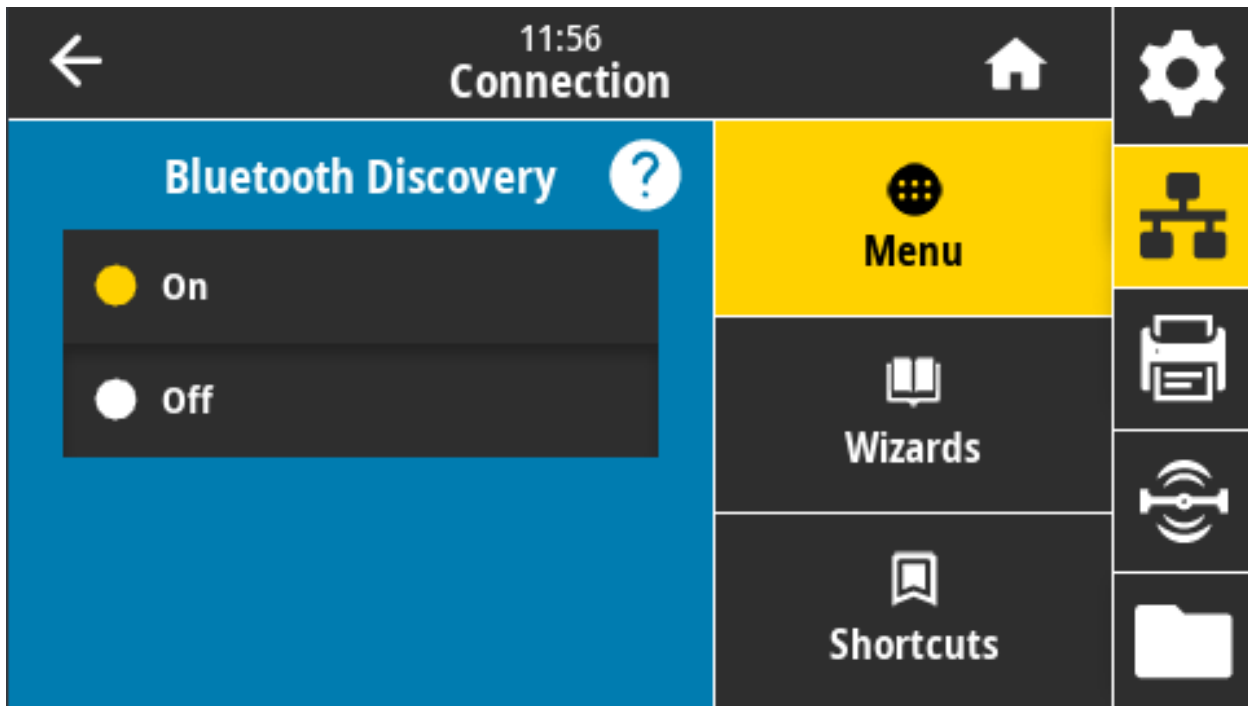 11:56
Connection
Bluetooth Discovery
?
On
Off
Menu
Wizards
Shortcuts